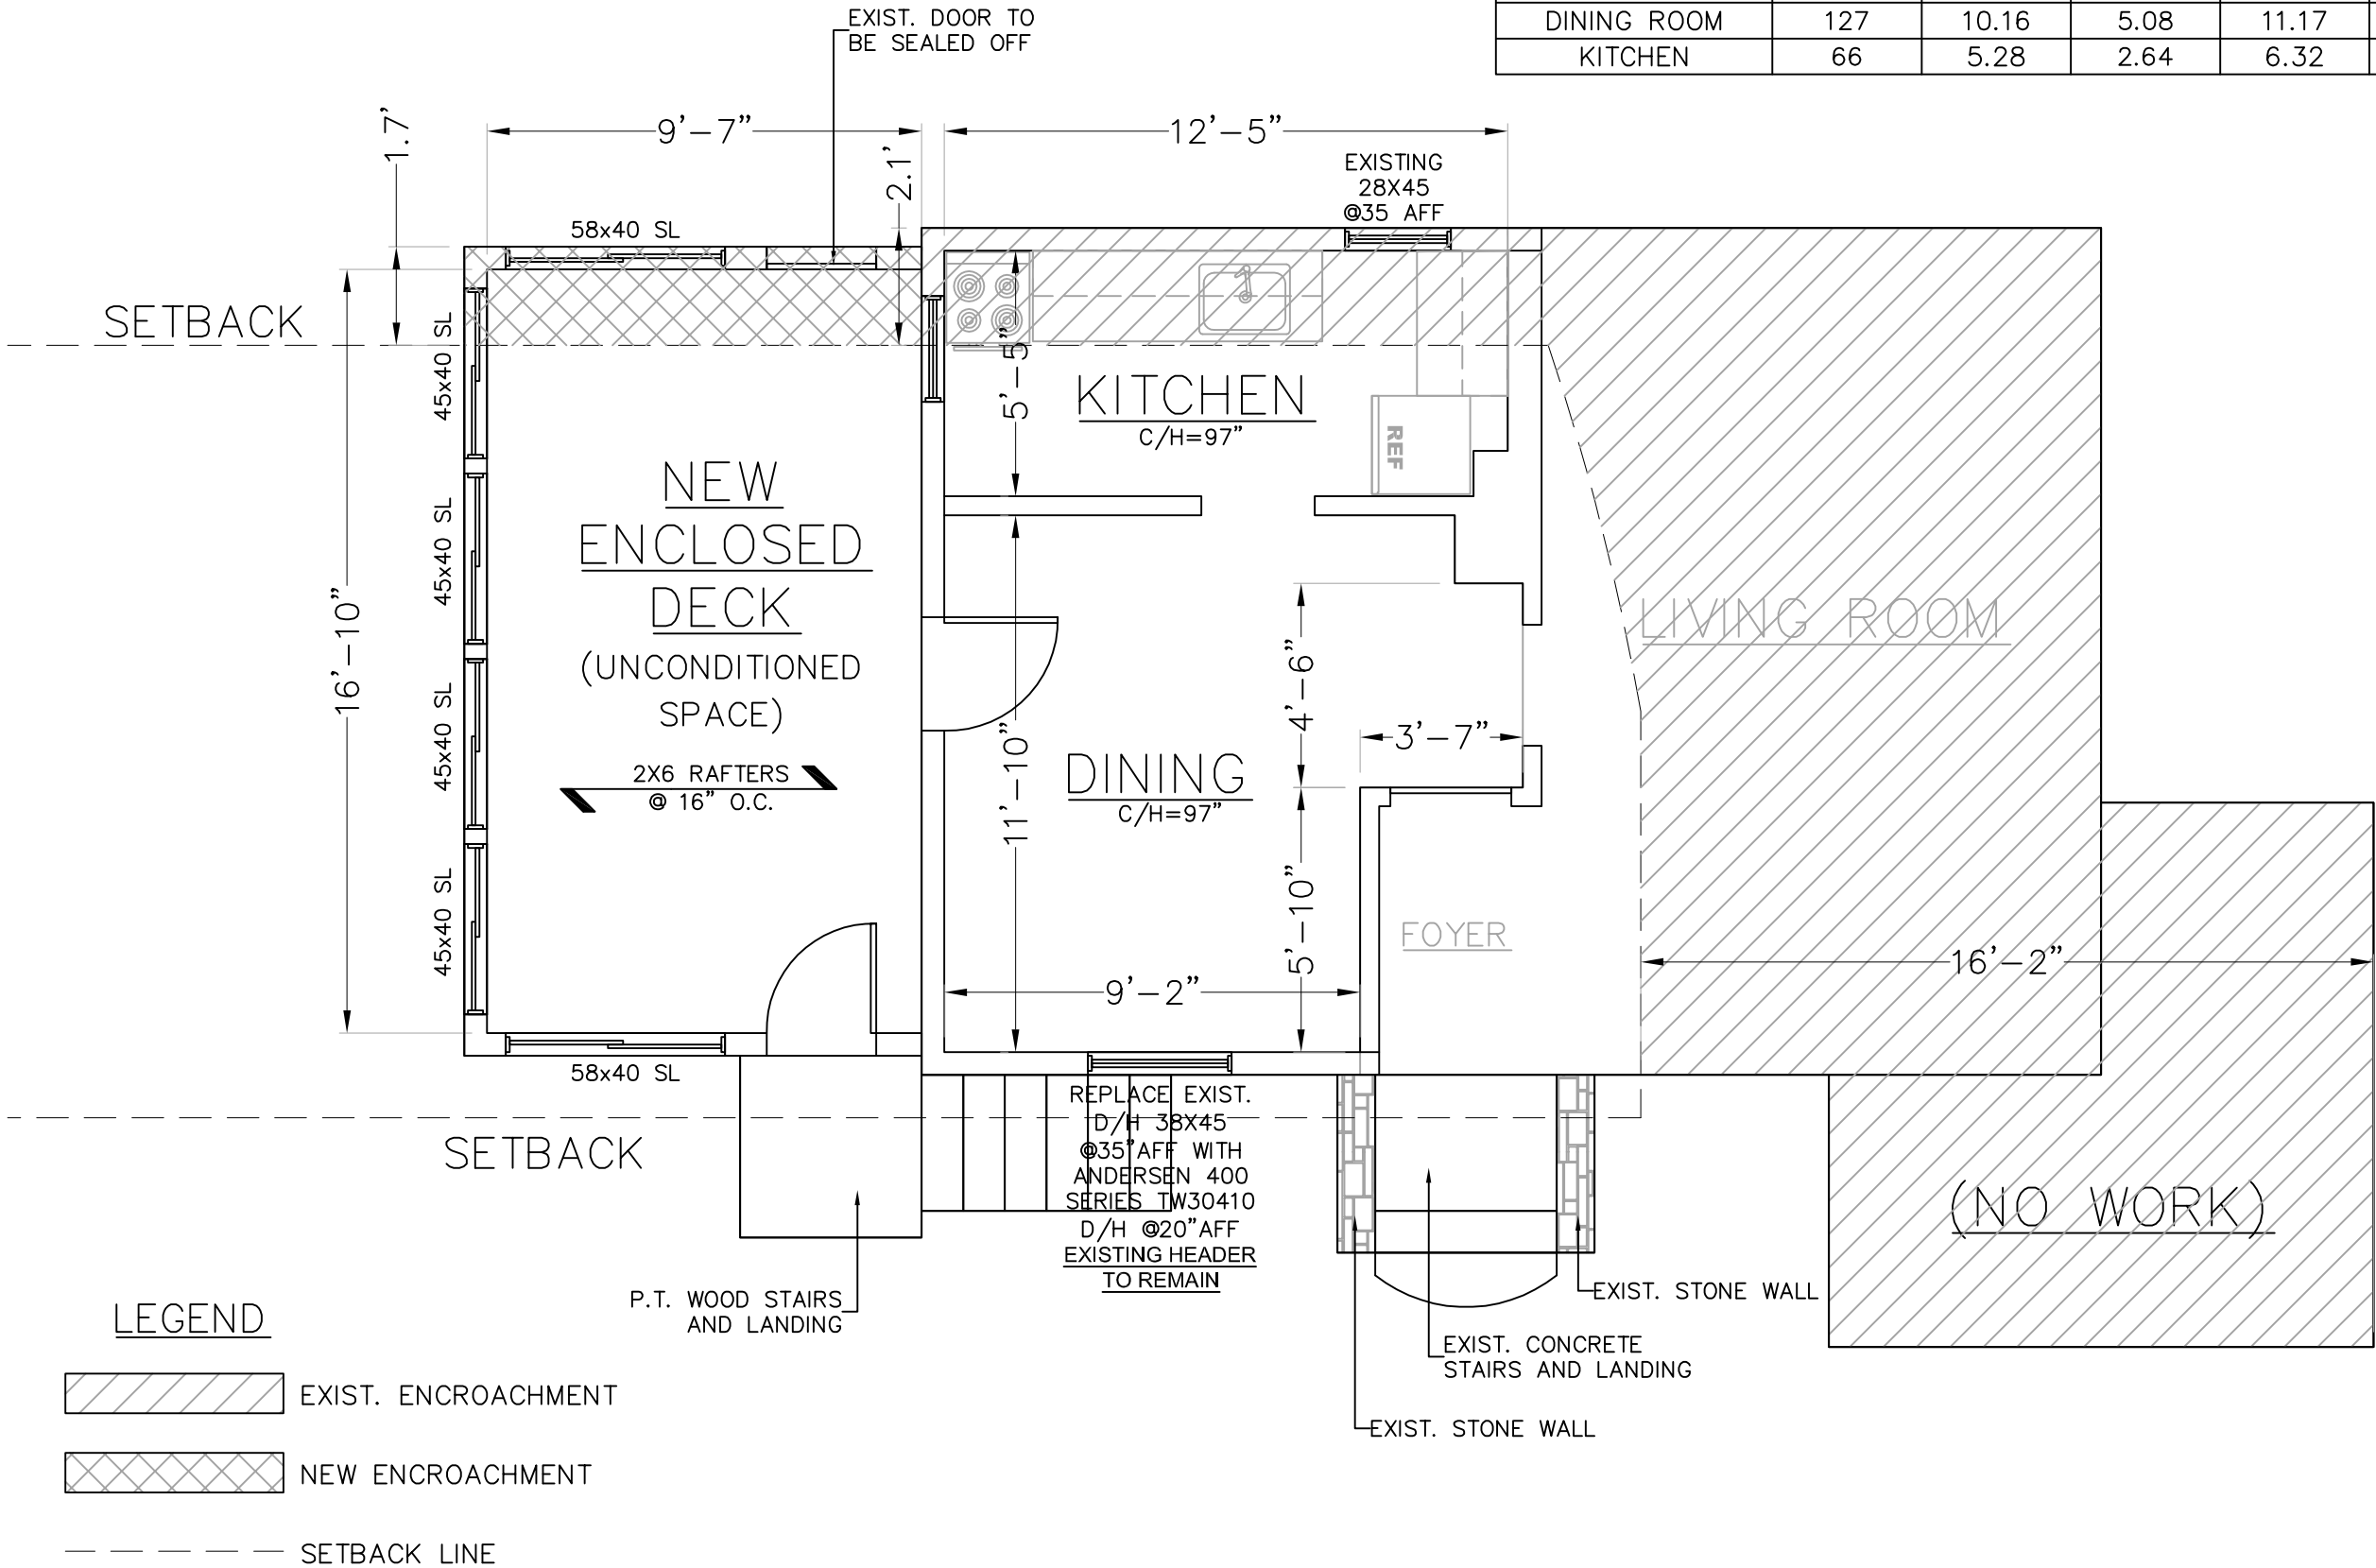 EXIST. DOOR TO
BE SEALED OFF
DINING ROOM 127 10.16 5.08 11.17
KITCHEN 66 5.28 2.64 6.32
1.7'
9'-7"
2.1'
12'-5"
EXISTING
28X45
@35 AFF
58x40 SL
SETBACK
45x40 SL
45x40 SL
45x40 SL
45x40 SL
16'-10"
NEW
ENCLOSED
DECK
(UNCONDITIONED
SPACE)
2X6 RAFTERS
@ 16" O.C.
5'-5"
KITCHEN
C/H=97"
REF
11'-10"
DINING
C/H=97"
4'-6"
3'-7"
5'-10"
9'-2"
LIVING ROOM
FOYER
16'-2"
58x40 SL
SETBACK
REPLACE EXIST.
D/H 38X45
@35"AFF WITH
ANDERSEN 400
SERIES TW30410
D/H @20"AFF
EXISTING HEADER
TO REMAIN
(NO WORK)
P.T. WOOD STAIRS
AND LANDING
EXIST. STONE WALL
EXIST. CONCRETE
STAIRS AND LANDING
EXIST. STONE WALL
LEGEND
EXIST. ENCROACHMENT
NEW ENCROACHMENT
SETBACK LINE